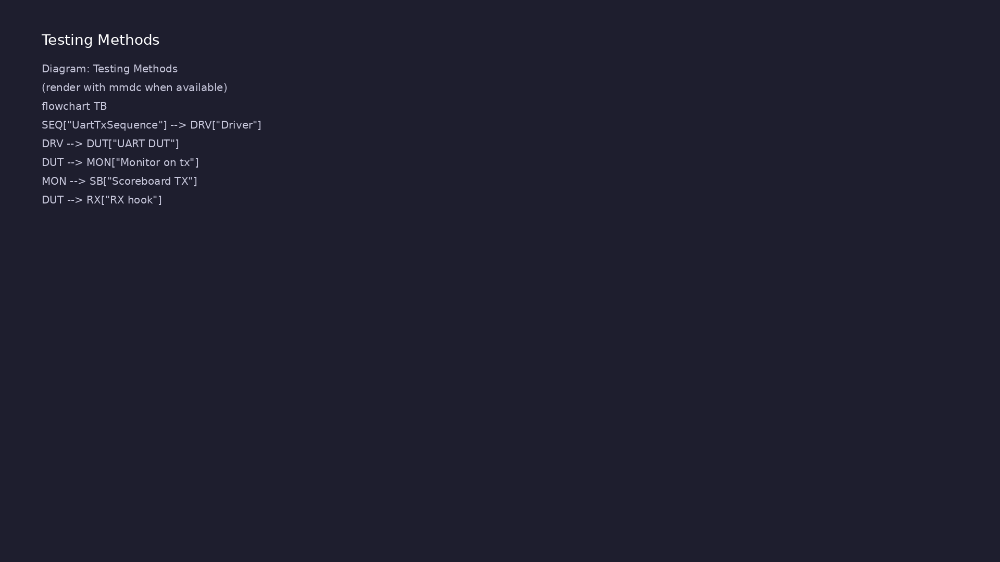 Testing Methods
Diagram: Testing Methods
(render with mmdc when available)
flowchart TB
SEQ["UartTxSequence"] --> DRV["Driver"]
DRV --> DUT["UART DUT"]
DUT --> MON["Monitor on tx"]
MON --> SB["Scoreboard TX"]
DUT --> RX["RX hook"]